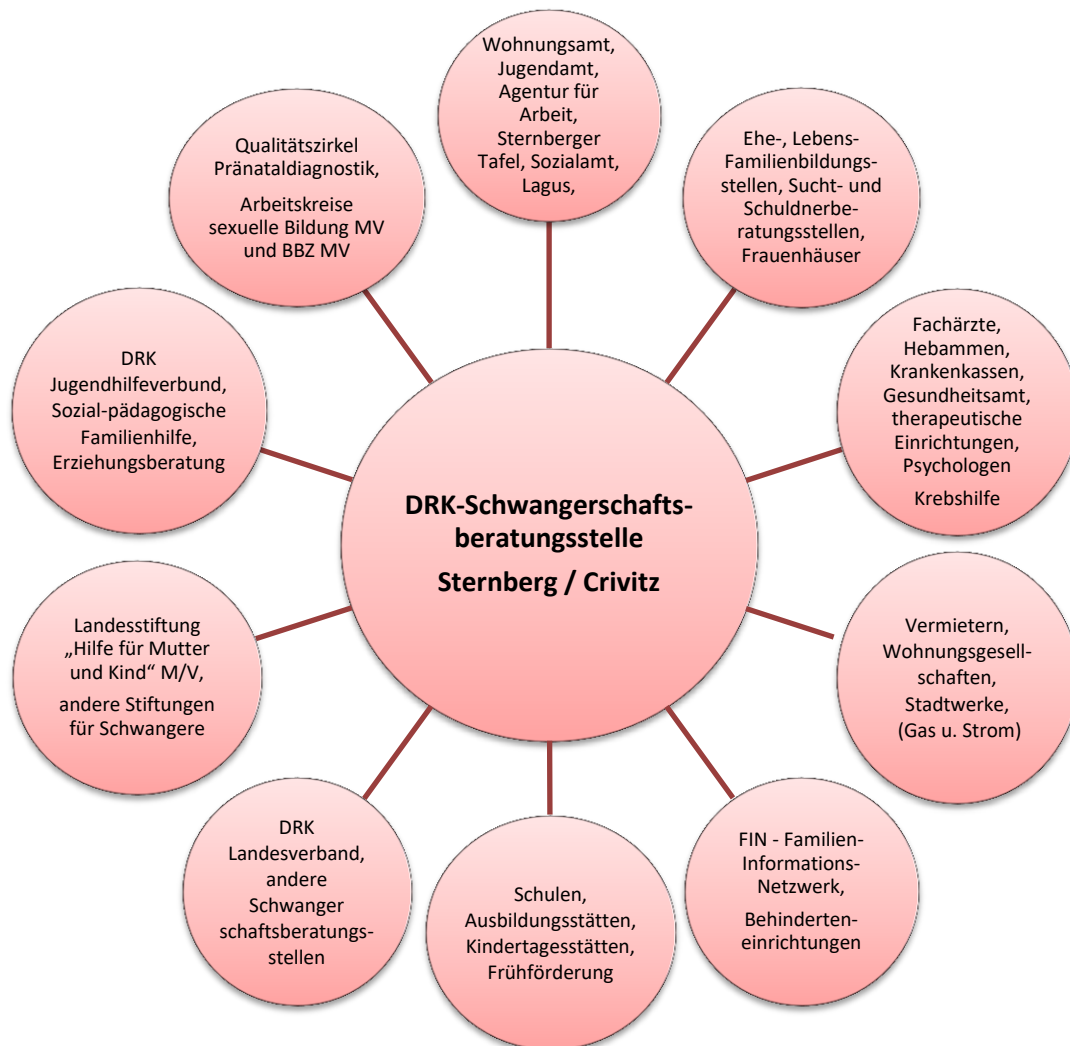 Wohnungsamt,
Jugendamt,
Agentur für
Arbeit,
Sternberger
Tafel, Sozialamt,
Lagus,
Ehe-, Lebens-
Familienbildungs-
stellen, Sucht- und
Schuldnerbe-
ratungsstellen,
Frauenhäuser
Fachärzte,
Hebammen,
Krankenkassen,
Gesundheitsamt,
therapeutische
Einrichtungen,
Psychologen
Krebshilfe
Vermietern,
Wohnungsgesell-
schaften,
Stadtwerke,
(Gas u. Strom)
FIN - Familien-
Informations-
Netzwerk,
Behinderten-
einrichtungen
Schulen,
Ausbildungsstätten,
Kindertagesstätten,
Frühförderung
DRK
Landesverband,
andere
Schwanger
schaftsberatungs-
stellen
Landesstiftung
„Hilfe für Mutter
und Kind“ M/V,
andere Stiftungen
für Schwangere
DRK
Jugendhilfeverbund,
Sozial-pädagogische
Familienhilfe,
Erziehungsberatung
Qualitätszirkel
Pränataldiagnostik,
Arbeitskreise
sexuelle Bildung MV
und BBZ MV
DRK-Schwangerschafts-
beratungsstelle
Sternberg / Crivitz